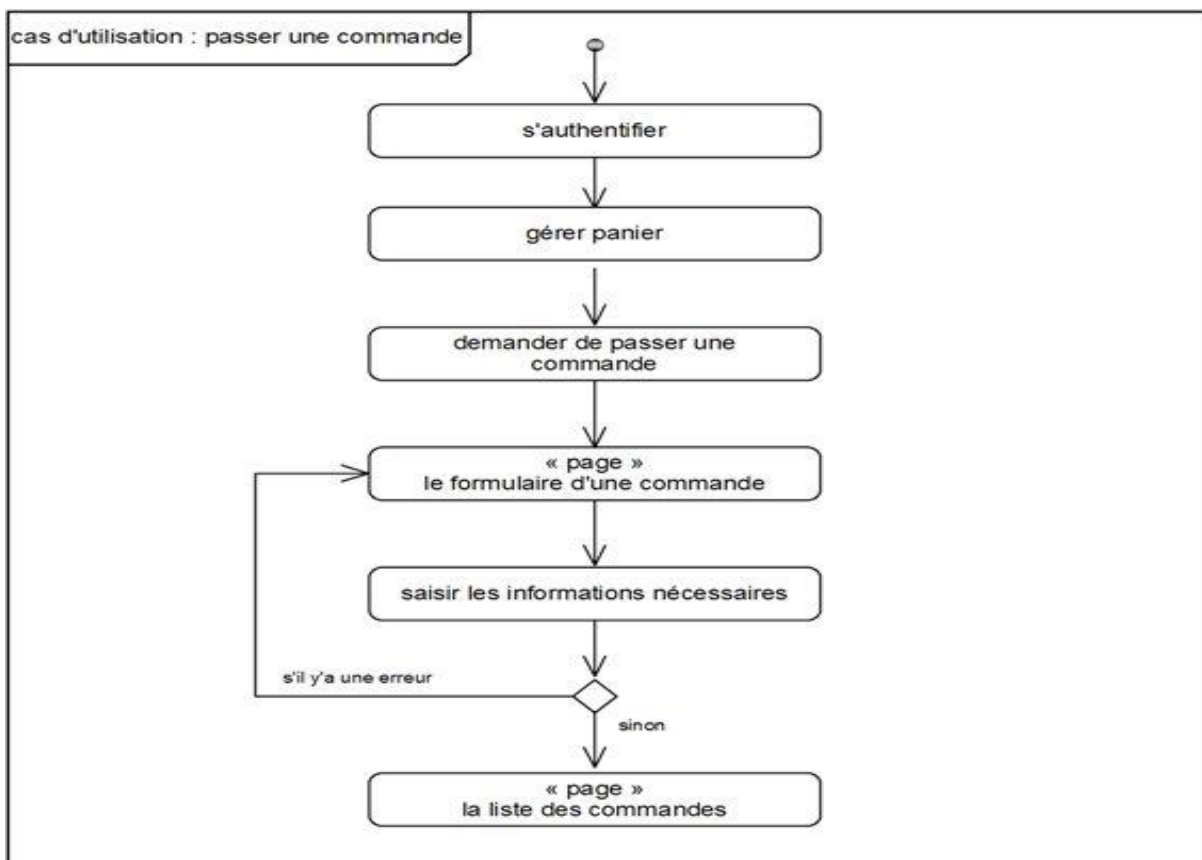 cas d'utilisation : passer une commande
s'authentifier
gérer panier
demander de passer une
commande
« page »
le formulaire d'une commande
saisir les informations nécessaires
s'il y'a une erreur
sinon
« page »
la liste des commandes